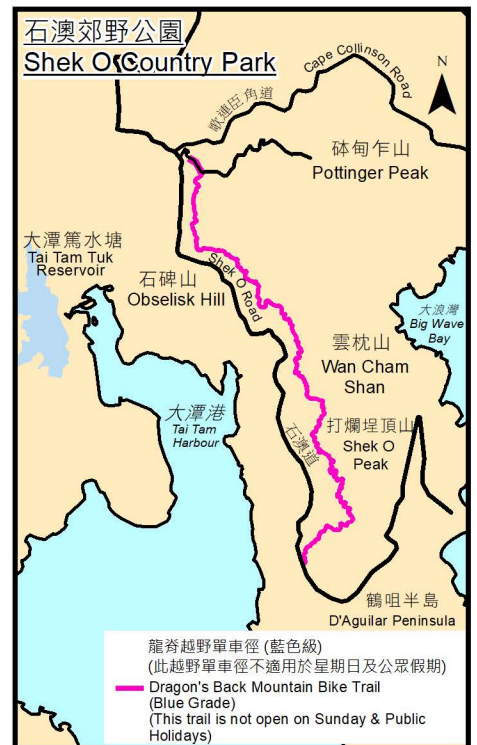 石澳郊野公園
Shek O Country Park
Cape Collinson Road
N
歌連臣角道
砵甸乍山
Pottinger Peak
大潭篤水塘
Tai Tam Tuk
Reservoir
石碑山
Obselisk Hill
Shek O Road
大浪灣
Big Wave
Bay
雲枕山
Wan Cham
Shan
大潭港
Tai Tam
Harbour
石澳道
打爛埕頂山
Shek O
Peak
鶴咀半島
D'Aguilar Peninsula
龍脊越野單車徑 (藍色級)
(此越野單車徑不適用於星期日及公眾假期)
Dragon's Back Mountain Bike Trail
(Blue Grade)
(This trail is not open on Sunday & Public
Holidays)